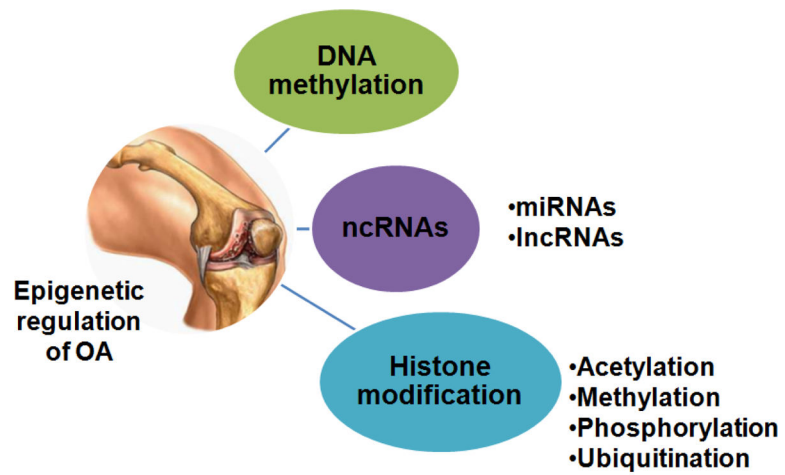 DNA
methylation
ncRNAs
•miRNAs
•lncRNAs
Epigenetic
regulation
of OA
Histone
modification
•Acetylation
•Methylation
•Phosphorylation
•Ubiquitination